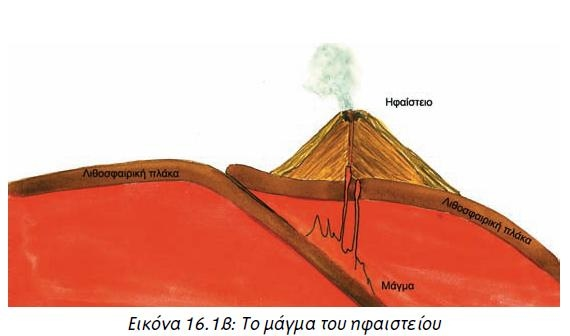 Ηφαίστειο
Λιθοσφαιρική πλάκα
Λιθοσφαιρική πλάκα
Μάγμα
Εικόνα 16.1β: Το μάγμα του ηφαιστείου